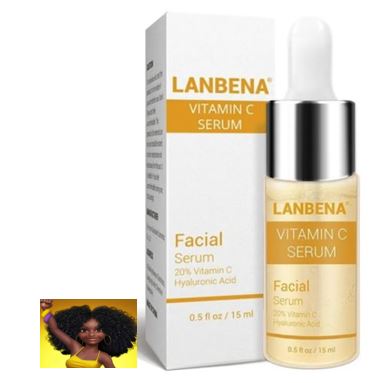 LANBENA®
VITAMIN C
SERUM
Facial
Serum
20% Vitamin C
Hyaluronic Acid
0.5 fl oz / 15 ml
LANBENA®
VITAMIN C
SERUM
Facial
Serum
20% Vitamin C
Hyaluronic Acid
0.5 fl oz / 15 ml